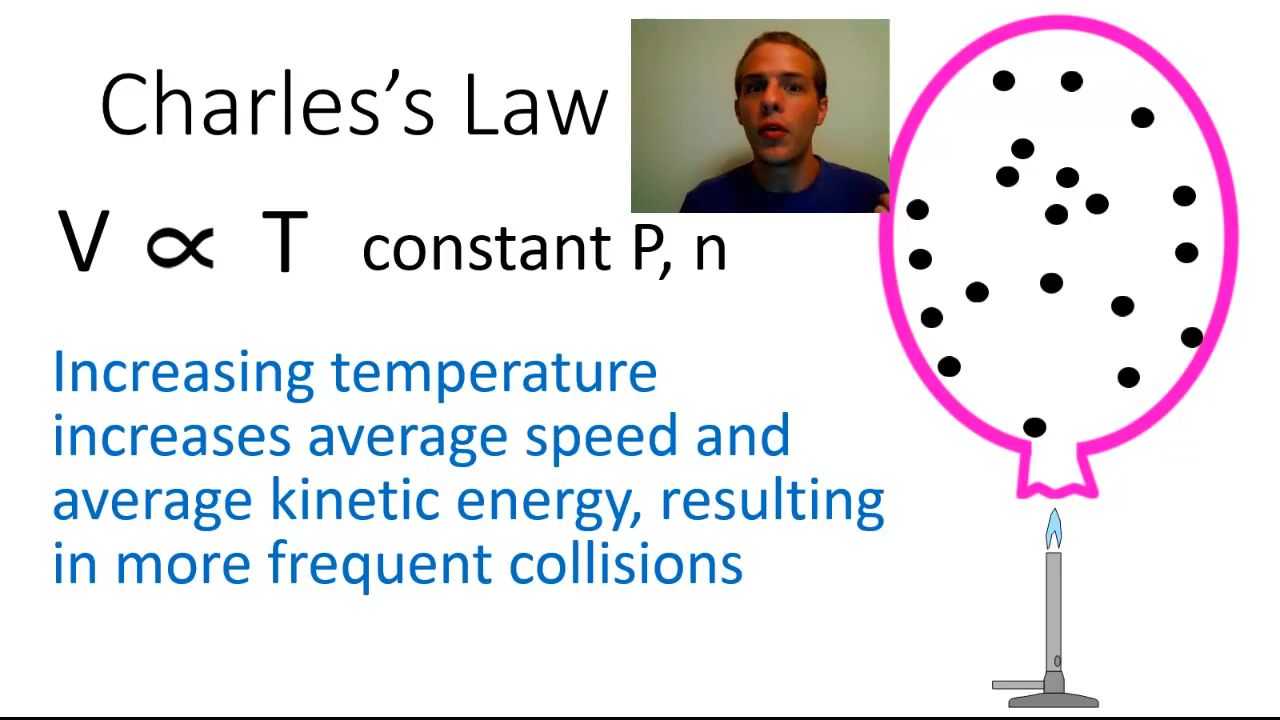 Charles’s Law
V ∝ T constant P, n
Increasing temperature
increases average speed and
average kinetic energy, resulting
in more frequent collisions